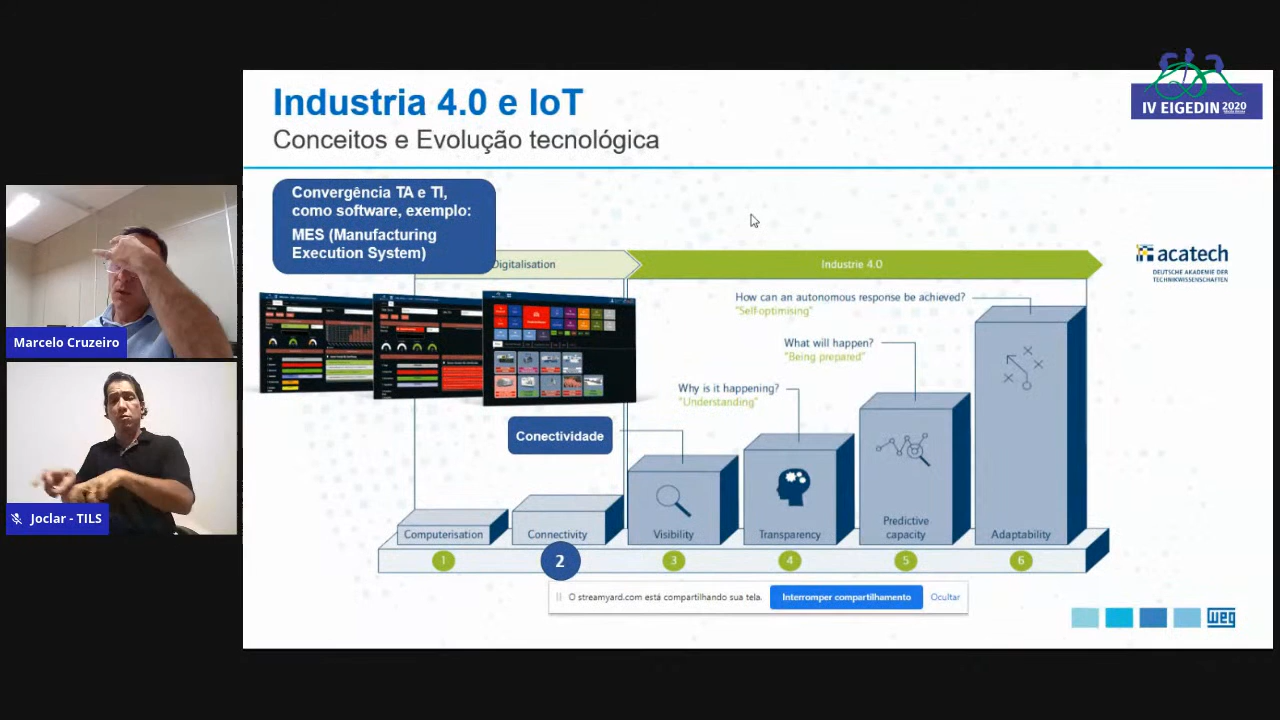 Industria 4.0 e IoT
Conceitos e Evolução tecnológica
IV EIGEDIN 2020
Convergência TA e TI,
como software, exemplo:
MES (Manufacturing
Execution System)
Digitalisation
Industrie 4.0
acatech
DEUTSCHE AKADEMIE DER
TECHNIKWISSENSCHAFTEN
How can an autonomous response be achieved?
"Self-optimising"
What will happen?
"Being prepared"
Why is it happening?
"Understanding"
Conectividade
Computerisation
Connectivity
Visibility
Transparency
Predictive
capacity
Adaptability
1
2
3
4
5
6
O streamyard.com está compartilhando sua tela.
Interromper compartilhamento
Ocultar
weg
Marcelo Cruzeiro
Joclar - TILS